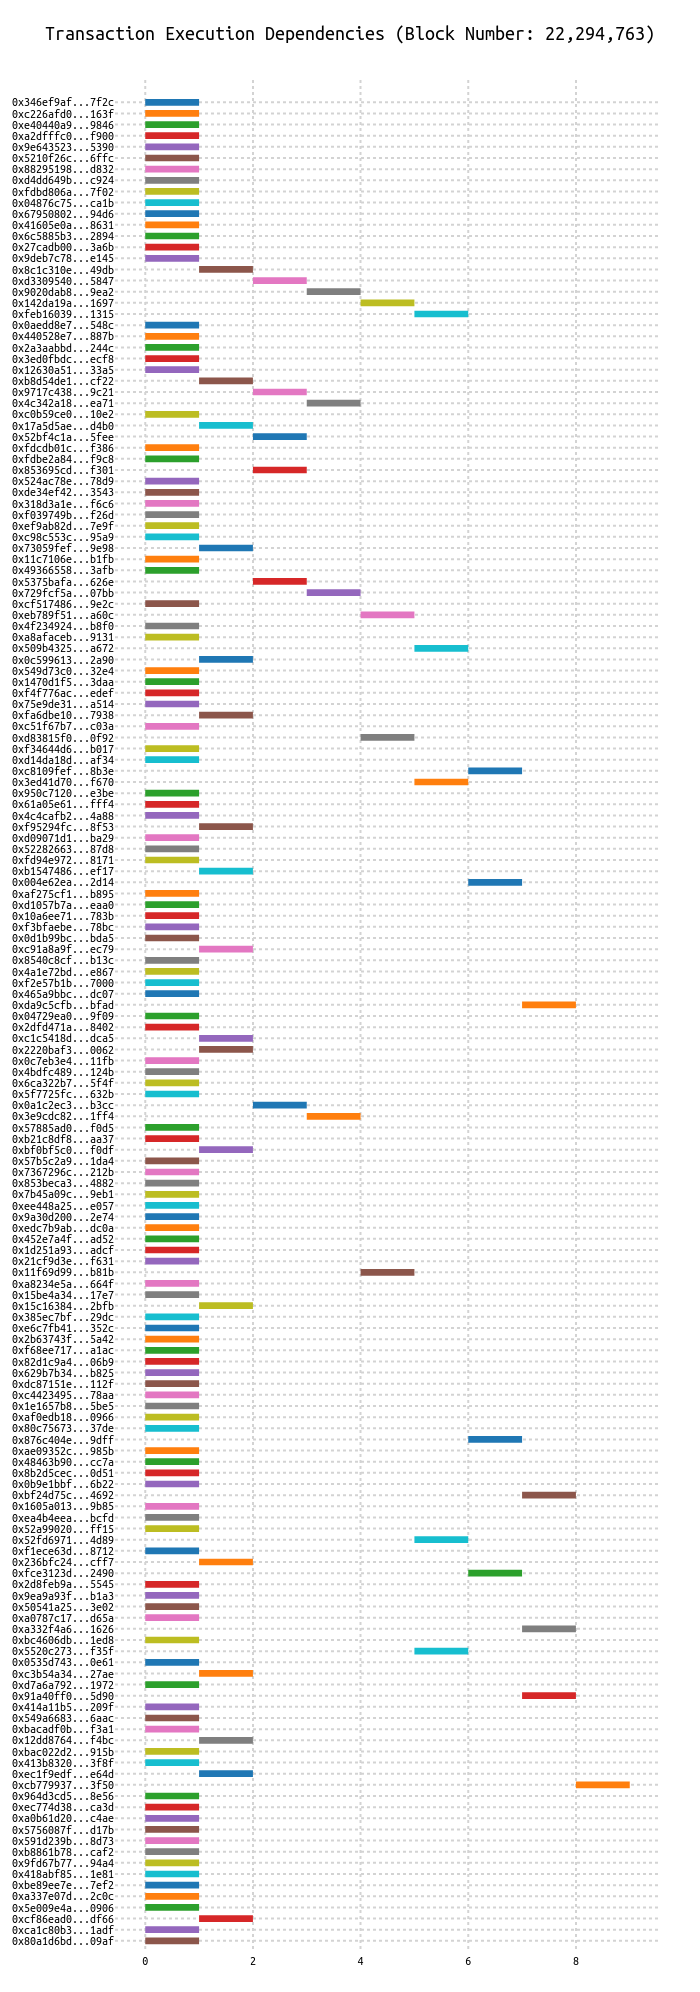 Transaction Execution Dependencies (Block Number: 22,294,763)
0x346ef9af...7f2c
0xc226afd0...163f
0xe40440a9...9846
0xa2dfffc0...f900
0x9e643523...5390
0x5210f26c...6ffc
0x88295198...d832
0xd4dd649b...c924
0xfdbd806a...7f02
0x04876c75...ca1b
0x67950802...94d6
0x41605e0a...8631
0x6c5885b3...2894
0x27cadb00...3a6b
0x9deb7c78...e145
0x8c1c310e...49db
0xd3309540...5847
0x9020dab8...9ea2
0x142da19a...1697
0xfeb16039...1315
0x0aedd8e7...548c
0x440528e7...887b
0x2a3aabbd...244c
0x3ed0fbdc...ecf8
0x12630a51...33a5
0xb8d54de1...cf22
0x9717c438...9c21
0x4c342a18...ea71
0xc0b59ce0...10e2
0x17a5d5ae...d4b0
0x52bf4c1a...5fee
0xfdcdb01c...f386
0xfdbe2a84...f9c8
0x853695cd...f301
0x524ac78e...78d9
0xde34ef42...3543
0x318d3a1e...f6c6
0xf039749b...f26d
0xef9ab82d...7e9f
0xc98c553c...95a9
0x73059fef...9e98
0x11c7106e...b1fb
0x49366558...3afb
0x5375bafa...626e
0x729fcf5a...07bb
0xcf517486...9e2c
0xeb789f51...a60c
0x4f234924...b8f0
0xa8afaceb...9131
0x509b4325...a672
0x0c599613...2a90
0x549d73c0...32e4
0x1470d1f5...3daa
0xf4f776ac...edef
0x75e9de31...a514
0xfa6dbe10...7938
0xc51f67b7...c03a
0xd83815f0...0f92
0xf34644d6...b017
0xd14da18d...af34
0xc8109fef...8b3e
0x3ed41d70...f670
0x950c7120...e3be
0x61a05e61...fff4
0x4c4cafb2...4a88
0xf95294fc...8f53
0xd09071d1...ba29
0x52282663...87d8
0xfd94e972...8171
0xb1547486...ef17
0x004e62ea...2d14
0xaf275cf1...b895
0xd1057b7a...eaa0
0x10a6ee71...783b
0xf3bfaebe...78bc
0x0d1b99bc...bda5
0xc91a8a9f...ec79
0x8540c8cf...b13c
0x4a1e72bd...e867
0xf2e57b1b...7000
0x465a9bbc...dc07
0xda9c5cfb...bfad
0x04729ea0...9f09
0x2dfd471a...8402
0xc1c5418d...dca5
0x2220baf3...0062
0x0c7eb3e4...11fb
0x4bdfc489...124b
0x6ca322b7...5f4f
0x5f7725fc...632b
0x0a1c2ec3...b3cc
0x3e9cdc82...1ff4
0x57885ad0...f0d5
0xb21c8df8...aa37
0xbf0bf5c0...f0df
0x57b5c2a9...1da4
0x7367296c...212b
0x853beca3...4882
0x7b45a09c...9eb1
0xee448a25...e057
0x9a30d200...2e74
0xedc7b9ab...dc0a
0x452e7a4f...ad52
0x1d251a93...adcf
0x21cf9d3e...f631
0x11f69d99...b81b
0xa8234e5a...664f
0x15be4a34...17e7
0x15c16384...2bfb
0x385ec7bf...29dc
0xe6c7fb41...352c
0x2b63743f...5a42
0xf68ee717...a1ac
0x82d1c9a4...06b9
0x629b7b34...b825
0xdc87151e...112f
0xc4423495...78aa
0x1e1657b8...5be5
0xaf0edb18...0966
0x80c75673...37de
0x876c404e...9dff
0xae09352c...985b
0x48463b90...cc7a
0x8b2d5cec...0d51
0x0b9e1bbf...6b22
0xbf24d75c...4692
0x1605a013...9b85
0xea4b4eea...bcfd
0x52a99020...ff15
0x52fd6971...4d89
0xf1ece63d...8712
0x236bfc24...cff7
0xfce3123d...2490
0x2d8feb9a...5545
0x9ea9a93f...b1a3
0x50541a25...3e02
0xa0787c17...d65a
0xa332f4a6...1626
0xbc4606db...1ed8
0x5520c273...f35f
0x0535d743...0e61
0xc3b54a34...27ae
0xd7a6a792...1972
0x91a40ff0...5d90
0x414a11b5...209f
0x549a6683...6aac
0xbacadf0b...f3a1
0x12dd8764...f4bc
0xbac022d2...915b
0x413b8320...3f8f
0xec1f9edf...e64d
0xcb779937...3f50
0x964d3cd5...8e56
0xec774d38...ca3d
0xa0b61d20...c4ae
0x5756087f...d17b
0x591d239b...8d73
0xb8861b78...caf2
0x9fd67b77...94a4
0x418abf85...1e81
0xbe89ee7e...7ef2
0xa337e07d...2c0c
0x5e009e4a...0906
0xcf86ead0...df66
0xca1c80b3...1adf
0x80a1d6bd...09af
0 2 4 6 8